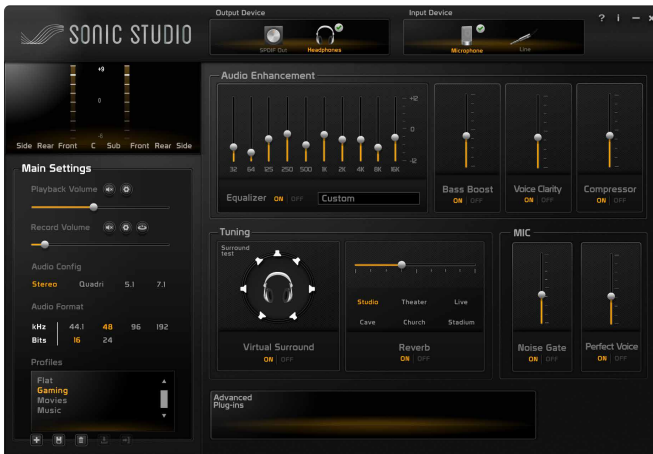 SONIC STUDIO
Output Device
SPDIF Out
Headphones
Input Device
Microphone
Line
? i
+9
0
-6
Side Rear Front C Sub Front Rear Side
Main Settings
Playback Volume
Record Volume
Audio Config
Stereo Quadri 5.1 7.1
Audio Format
kHz 44.1 48 96 192
Bits 16 24
Profiles
Flat
Gaming
Movies
Music
Audio Enhancement
+12
0
-12
32 64 125 250 500 1K 2K 4K 8K 16K
Equalizer ON OFF Custom
Bass Boost
ON OFF
Voice Clarity
ON OFF
Compressor
ON OFF
Tuning
Surround
test
Virtual Surround
ON OFF
Studio Theater Live
Cave Church Stadium
Reverb
ON OFF
MIC
Noise Gate
ON OFF
Perfect Voice
ON OFF
Advanced
Plug-ins